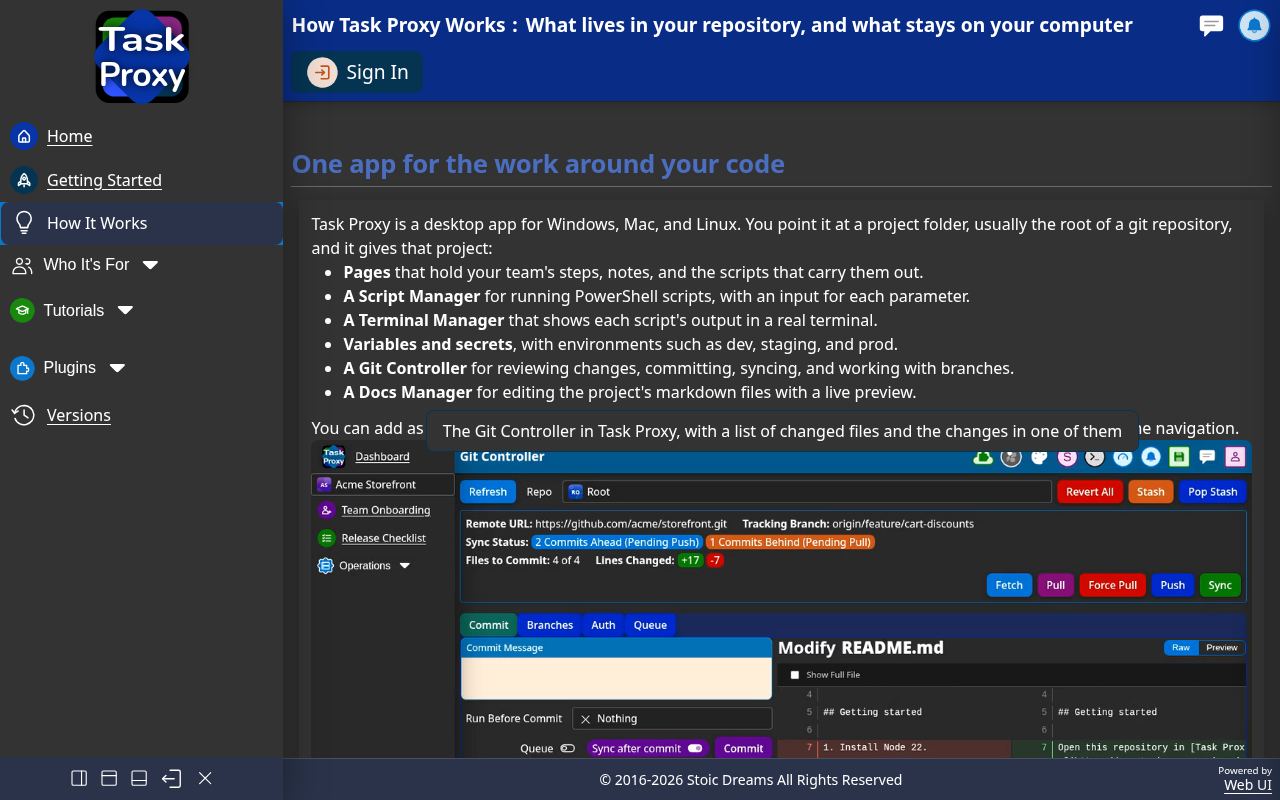 Task
Proxy
Home
Getting Started
How It Works
Who It's For
Tutorials
Plugins
Versions
How Task Proxy Works : What lives in your repository, and what stays on your computer
Sign In
One app for the work around your code
Task Proxy is a desktop app for Windows, Mac, and Linux. You point it at a project folder, usually the root of a git repository,
and it gives that project:
Pages that hold your team's steps, notes, and the scripts that carry them out.
A Script Manager for running PowerShell scripts, with an input for each parameter.
A Terminal Manager that shows each script's output in a real terminal.
Variables and secrets, with environments such as dev, staging, and prod.
A Git Controller for reviewing changes, committing, syncing, and working with branches.
A Docs Manager for editing the project's markdown files with a live preview.
You can add as
The Git Controller in Task Proxy, with a list of changed files and the changes in one of them
navigation.
Task
Proxy
Dashboard
AS Acme Storefront
Team Onboarding
Release Checklist
Operations
Git Controller
S
Refresh Repo RO Root Revert All Stash Pop Stash
Remote URL: https://github.com/acme/storefront.git Tracking Branch: origin/feature/cart-discounts
Sync Status: 2 Commits Ahead (Pending Push) 1 Commits Behind (Pending Pull)
Files to Commit: 4 of 4 Lines Changed: +17 -7
Fetch Pull Force Pull Push Sync
Commit Branches Auth Queue
Commit Message
Run Before Commit Nothing
Queue Sync after commit Commit
Modify README.md Raw Preview
Show Full File
4 4
5 ## Getting started 5 ## Getting started
6 6
7 1. Install Node 22. 7 Open this repository in [Task Prox
© 2016-2026 Stoic Dreams All Rights Reserved
Powered by
Web UI